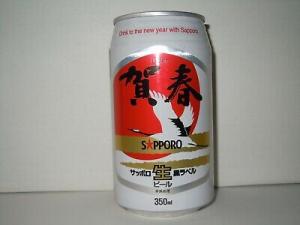 Drink to the new year with Sapporo.
賀春
SAPPORO
サッポロ 生 黒ラベル
ビール
350ml